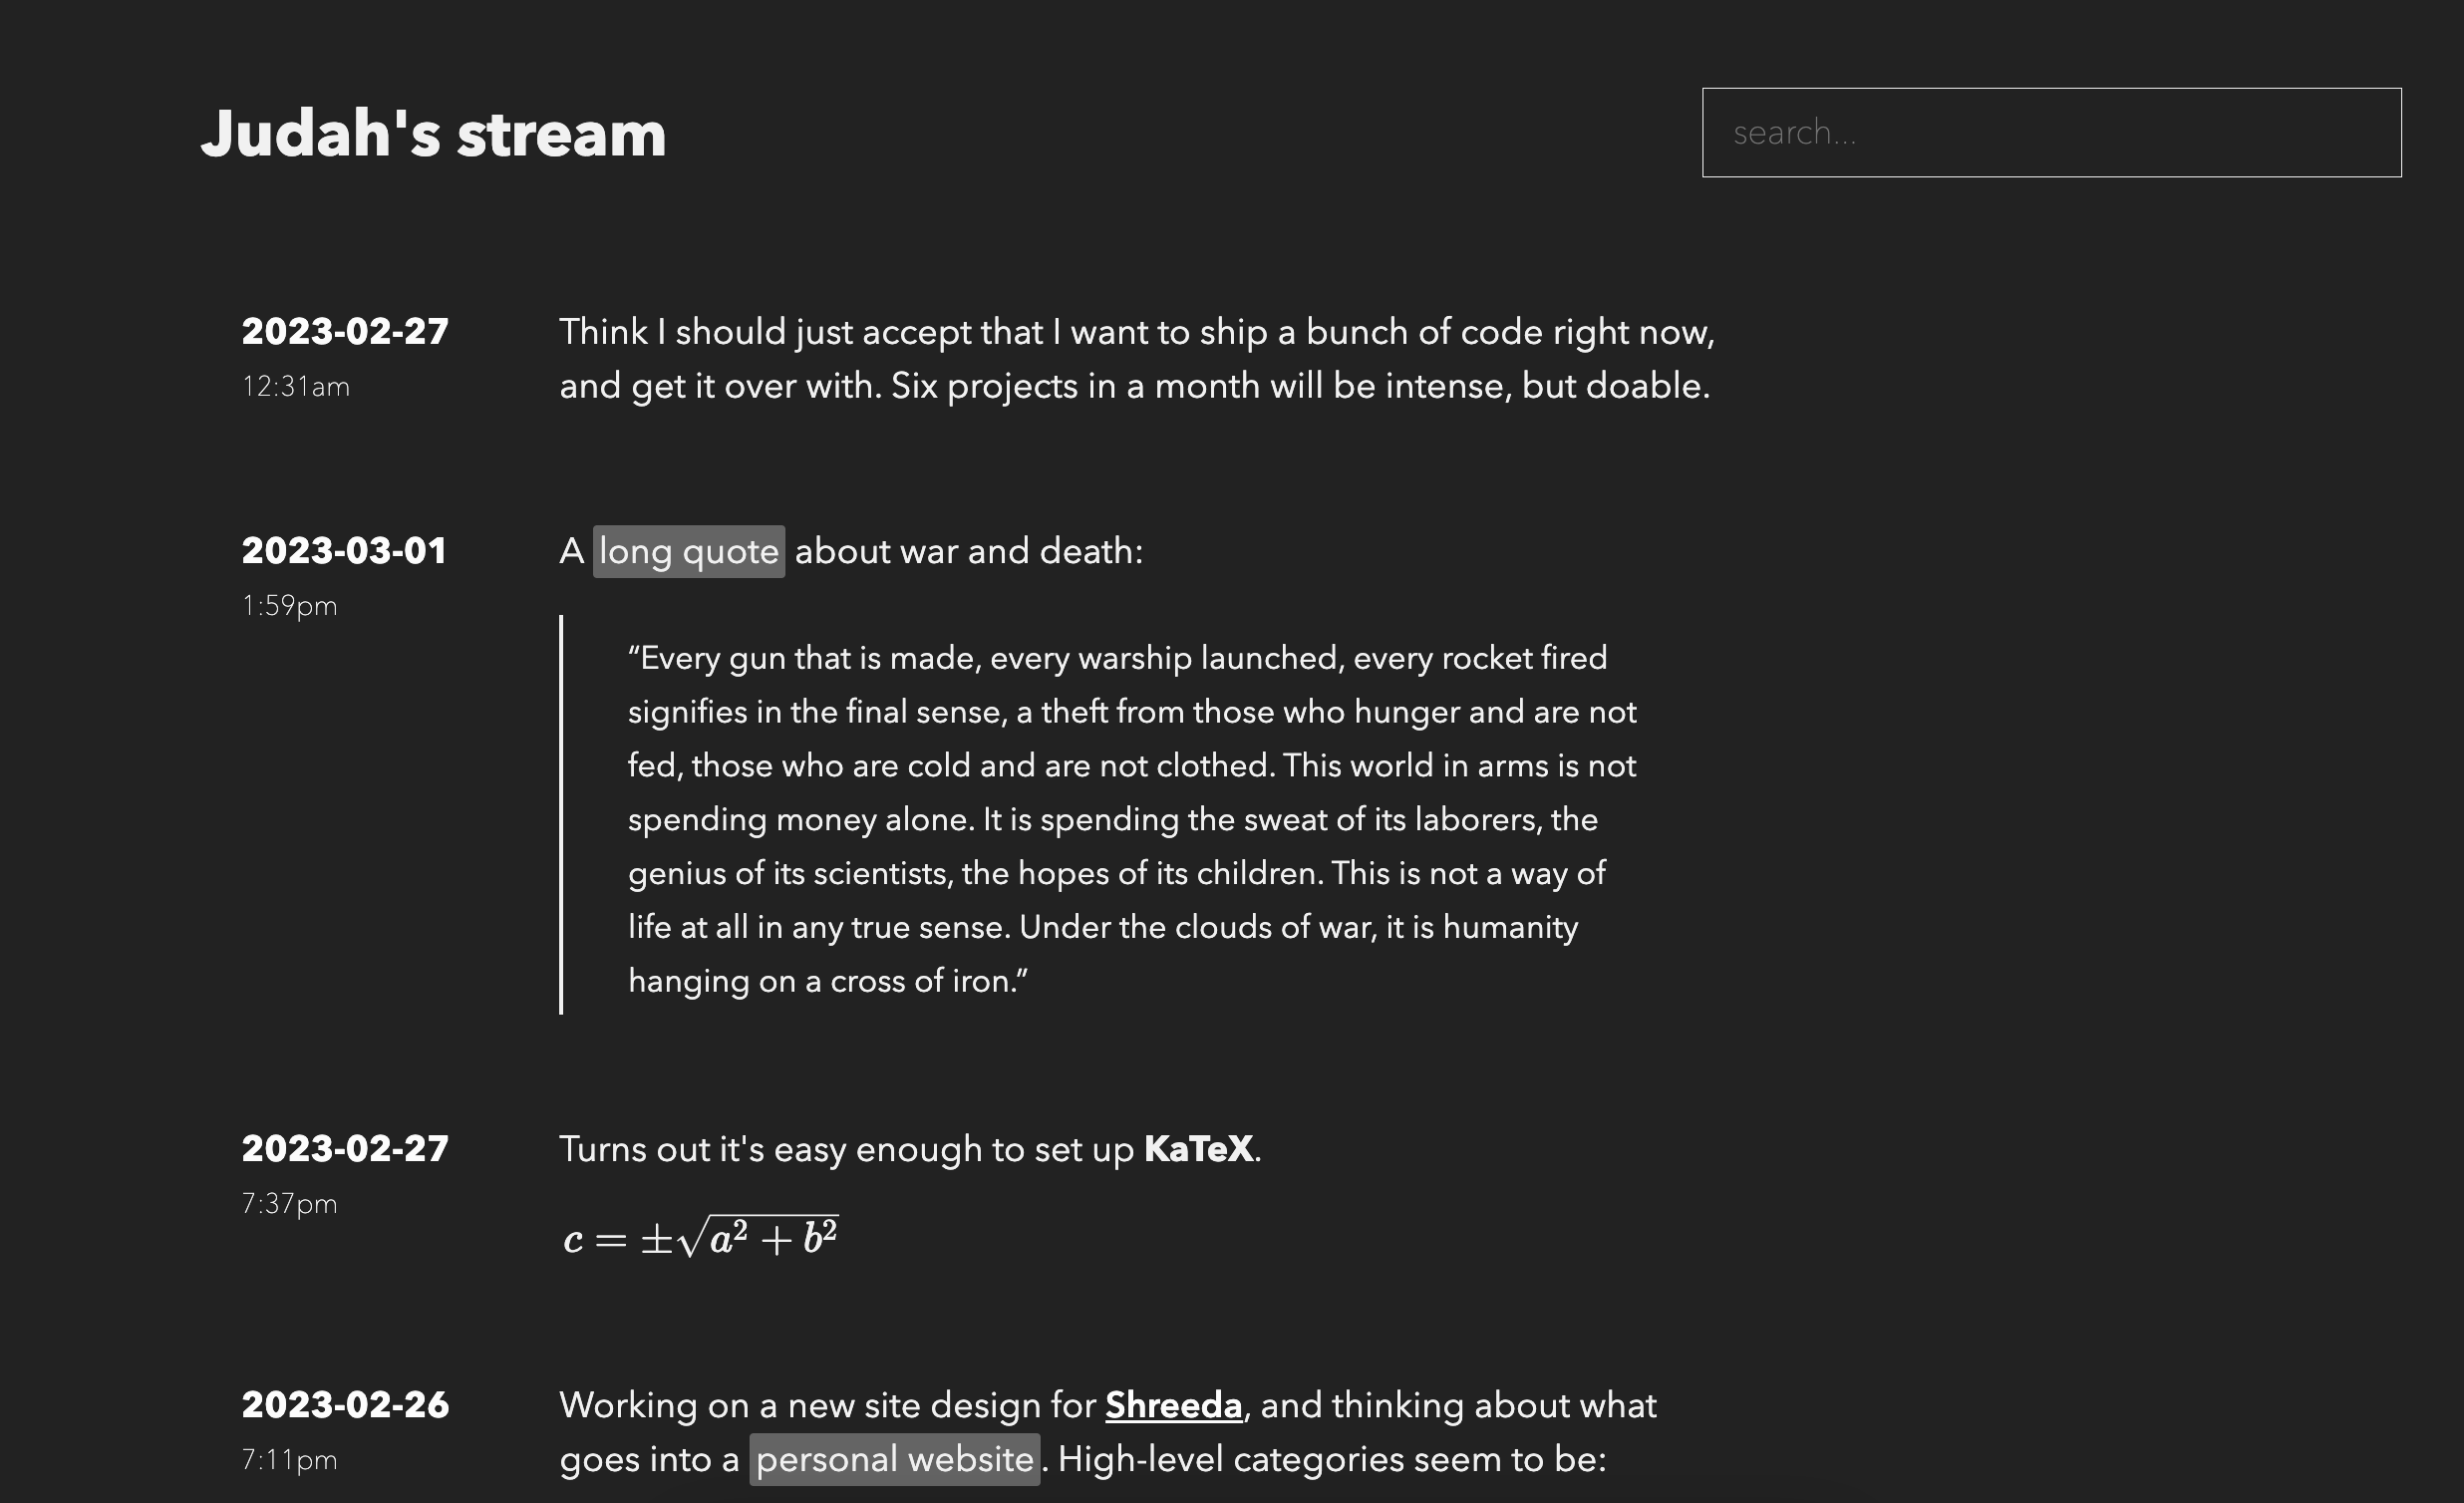 Judah's stream
search...
2023-02-27
12:31am
Think I should just accept that I want to ship a bunch of code right now,
and get it over with. Six projects in a month will be intense, but doable.
2023-03-01
1:59pm
A long quote about war and death:
“Every gun that is made, every warship launched, every rocket fired
signifies in the final sense, a theft from those who hunger and are not
fed, those who are cold and are not clothed. This world in arms is not
spending money alone. It is spending the sweat of its laborers, the
genius of its scientists, the hopes of its children. This is not a way of
life at all in any true sense. Under the clouds of war, it is humanity
hanging on a cross of iron.”
2023-02-27
7:37pm
Turns out it's easy enough to set up KaTeX.
c = ±√a² + b²
2023-02-26
7:11pm
Working on a new site design for Shreeda, and thinking about what
goes into a personal website. High-level categories seem to be: